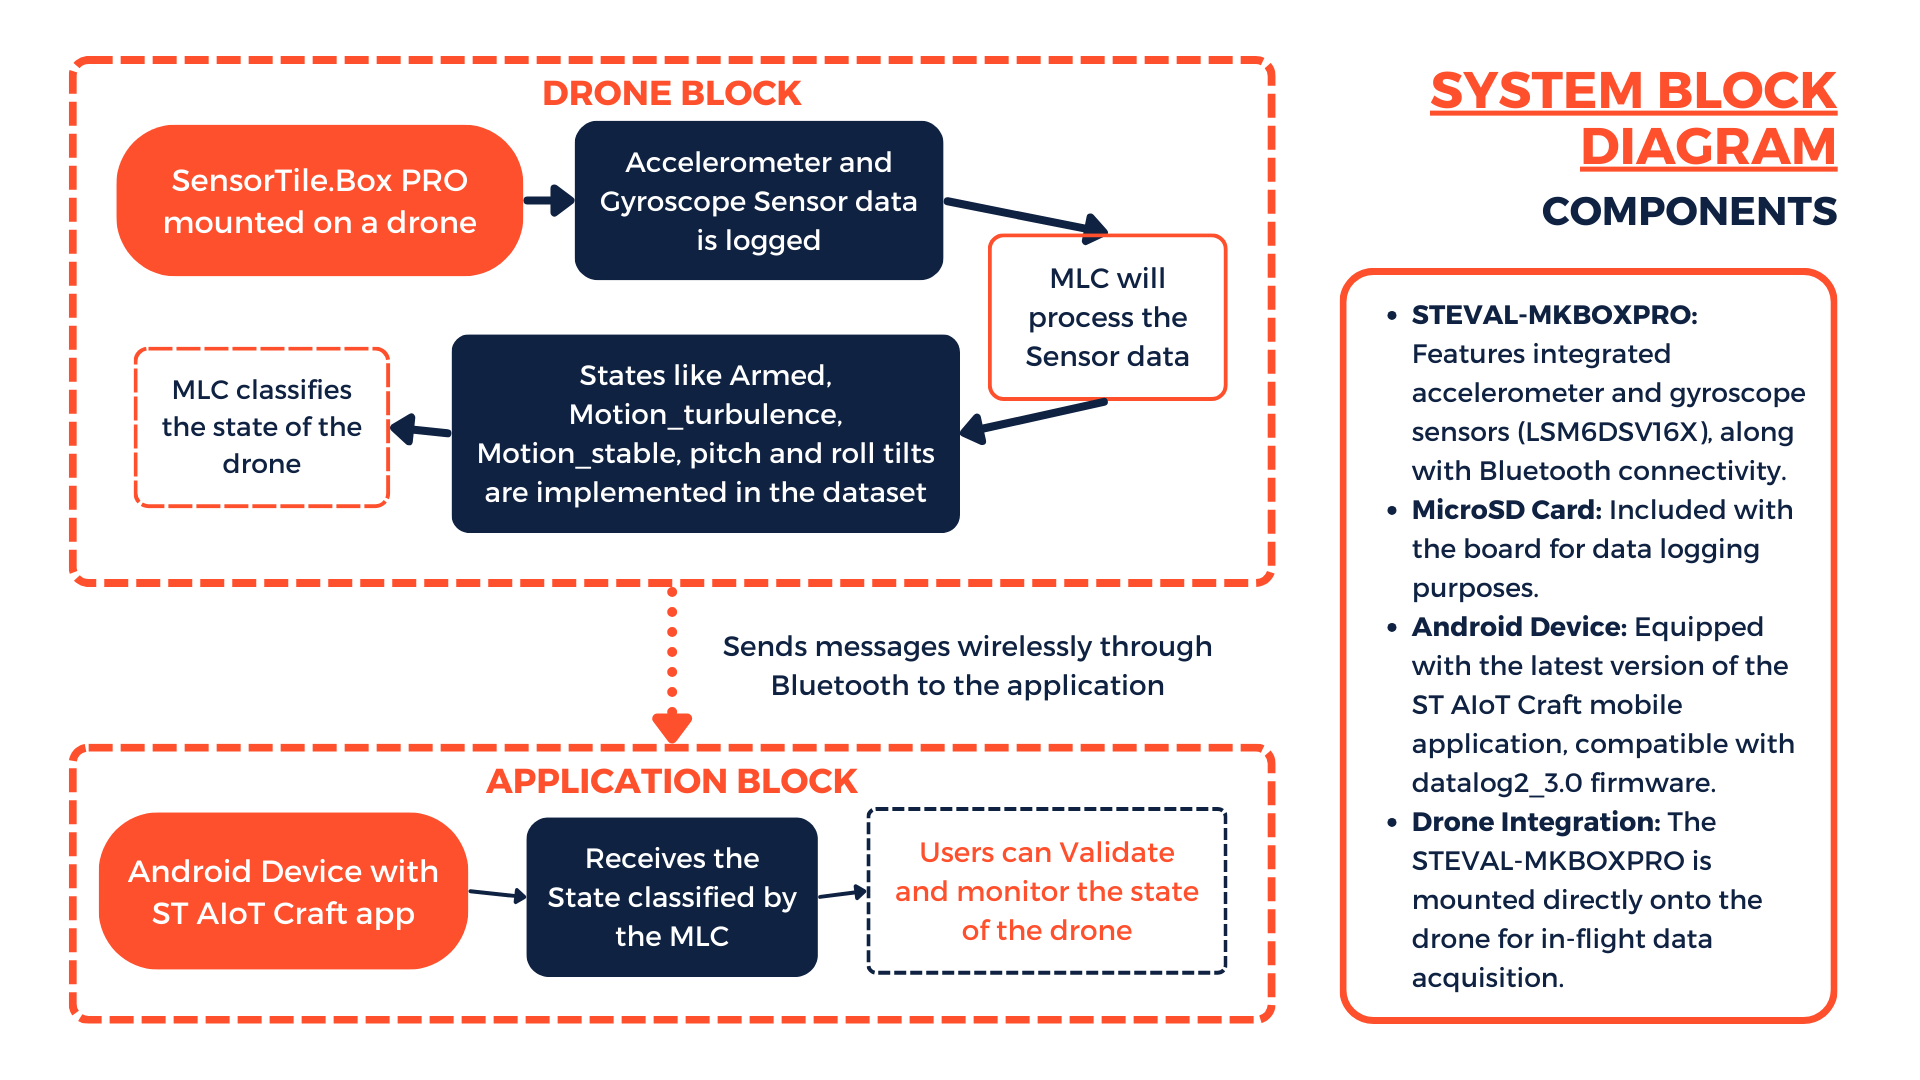 DRONE BLOCK
SensorTile.Box PRO
mounted on a drone
Accelerometer and
Gyroscope Sensor data
is logged
MLC will
process the
Sensor data
States like Armed,
Motion_turbulence,
Motion_stable, pitch and roll tilts
are implemented in the dataset
MLC classifies
the state of the
drone
Sends messages wirelessly through
Bluetooth to the application
APPLICATION BLOCK
Android Device with
ST AIoT Craft app
Receives the
State classified by
the MLC
Users can Validate
and monitor the state
of the drone
SYSTEM BLOCK
DIAGRAM
COMPONENTS
• STEVAL-MKBOXPRO:
Features integrated
accelerometer and gyroscope
sensors (LSM6DSV16X), along
with Bluetooth connectivity.
• MicroSD Card: Included with
the board for data logging
purposes.
• Android Device: Equipped
with the latest version of the
ST AIoT Craft mobile
application, compatible with
datalog2_3.0 firmware.
• Drone Integration: The
STEVAL-MKBOXPRO is
mounted directly onto the
drone for in-flight data
acquisition.